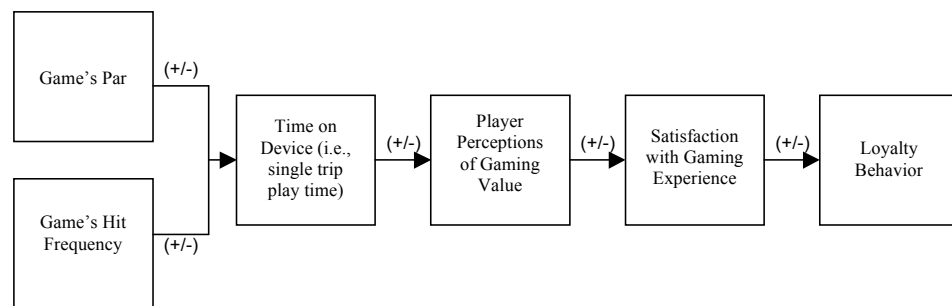 Game's Par
(+/-)
Game's Hit
Frequency
(+/-)
Time on
Device (i.e.,
single trip
play time)
(+/-)
Player
Perceptions
of Gaming
Value
(+/-)
Satisfaction
with Gaming
Experience
(+/-)
Loyalty
Behavior